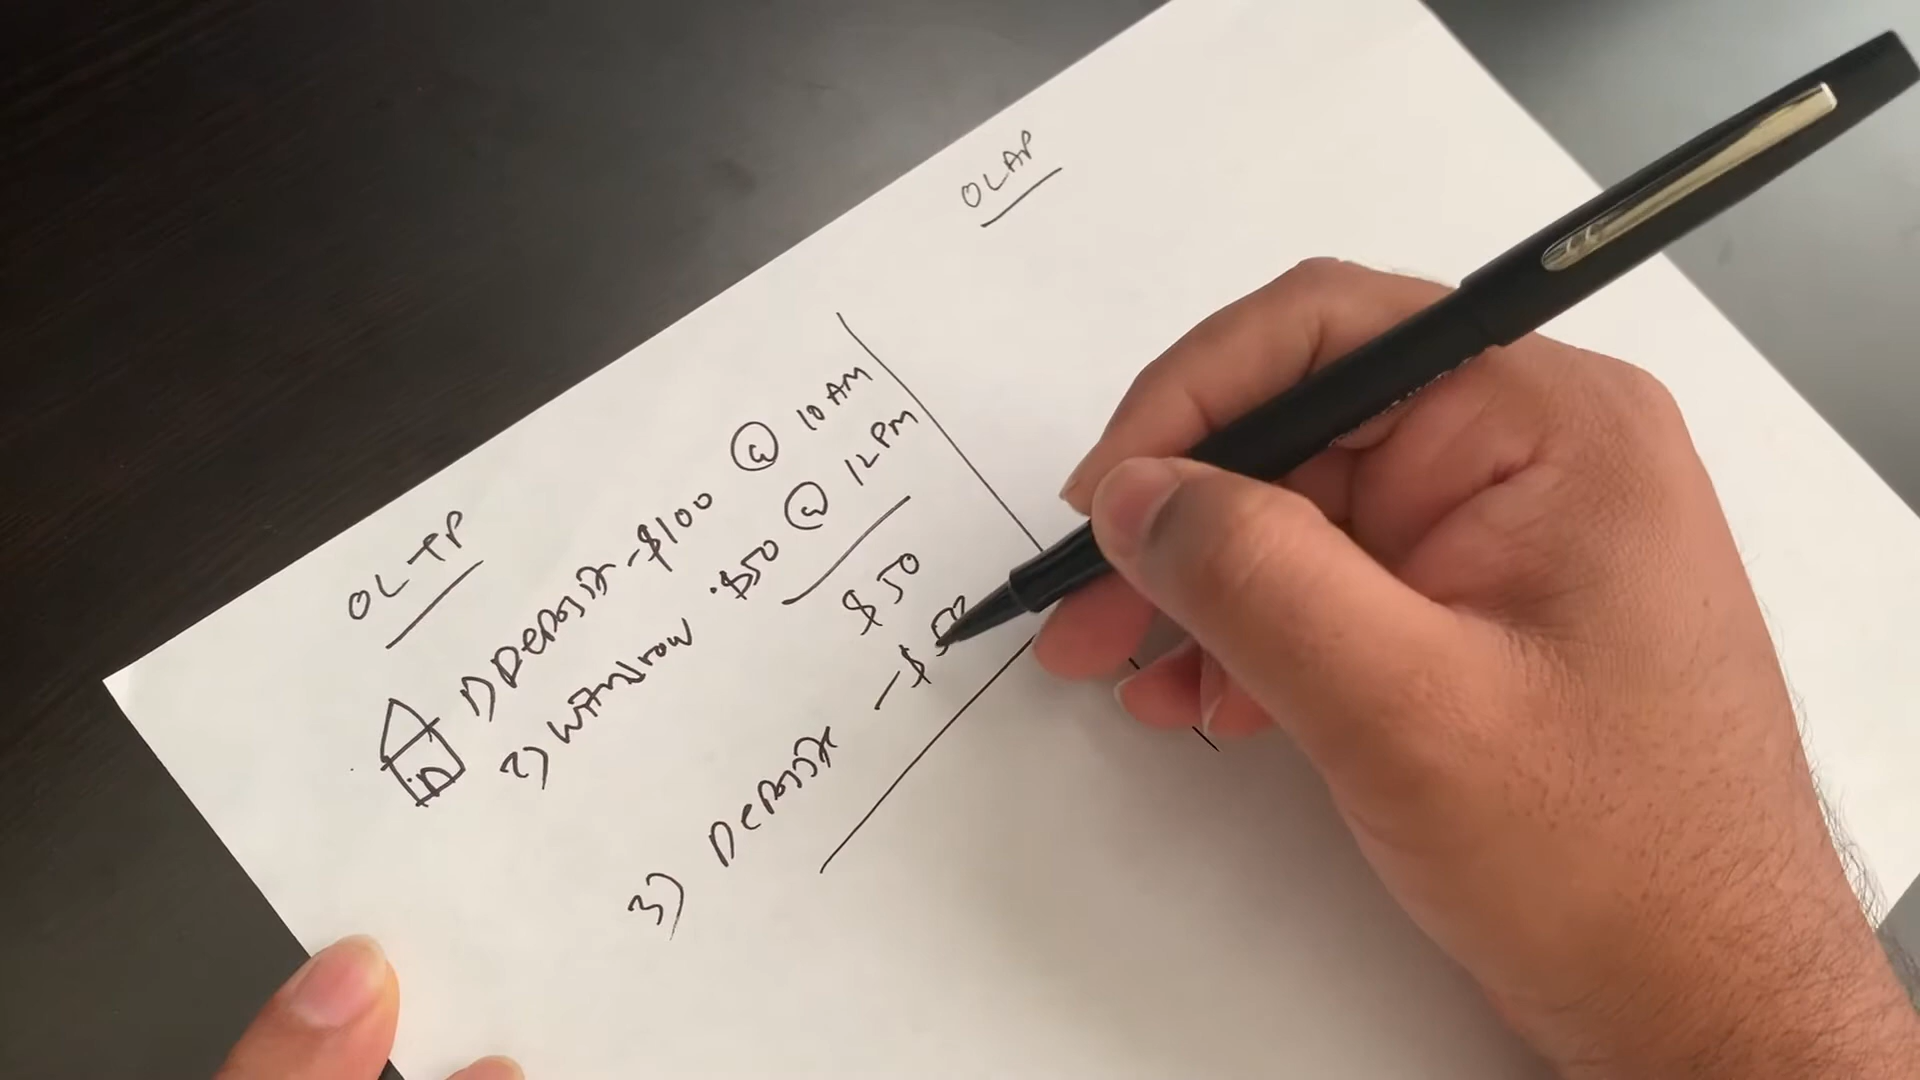 OLAP
OLTP
1) Deposit - $100 @ 10 AM
2) Withdraw $50 @ 12 PM
$50
3) Deposit - $